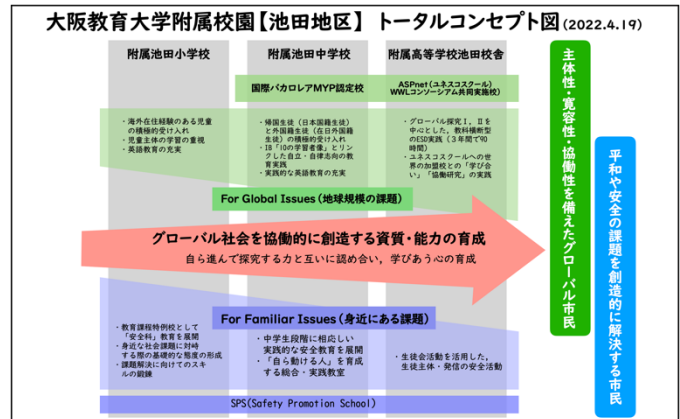 大阪教育大学附属校園【池田地区】 トータルコンセプト図(2022.4.19)
附属池田小学校
附属池田中学校
附属高等学校池田校舎
国際バカロレアMYP認定校
ASPnet(ユネスコスクール)
WWLコンソーシアム共同実施校)
・海外在住経験のある児童
の積極的受け入れ
・児童主体の学習の重視
・英語教育の充実
・帰国生徒(日本国籍生徒)
と外国籍生徒(在日外国籍
生徒)の積極的受け入れ
・IB「10の学習者像」とリ
ンクした自立・自律志向の教
育実践
・実践的な英語教育の充実
・グローバル探究Ⅰ,Ⅱを
中心とした,教科横断型
のESD実践(3年間で90
時間)
・ユネスコスクールへの世界
の加盟校との「学び合
い」「協働研究」の実践
For Global Issues(地球規模の課題)
グローバル社会を協働的に創造する資質・能力の育成
自ら進んで探究する力と互いに認め合い,学びあう心の育成
For Familiar Issues(身近にある課題)
・教育課程特例校として
「安全科」教育を展開
・身近な社会課題に対峙
する際の基礎的な態度の形成
・課題解決に向けてのスキ
ルの鍛錬
・中学生段階に相応しい
実践的な安全教育を展開
・「自ら動ける人」を育成す
る総合・実践教室
・生徒会活動を活用した,
生徒主体・発信の安全活動
SPS(Safety Promotion School)
主体性・寛容性・協働性を備えたグローバル市民
平和や安全の課題を創造的に解決する市民